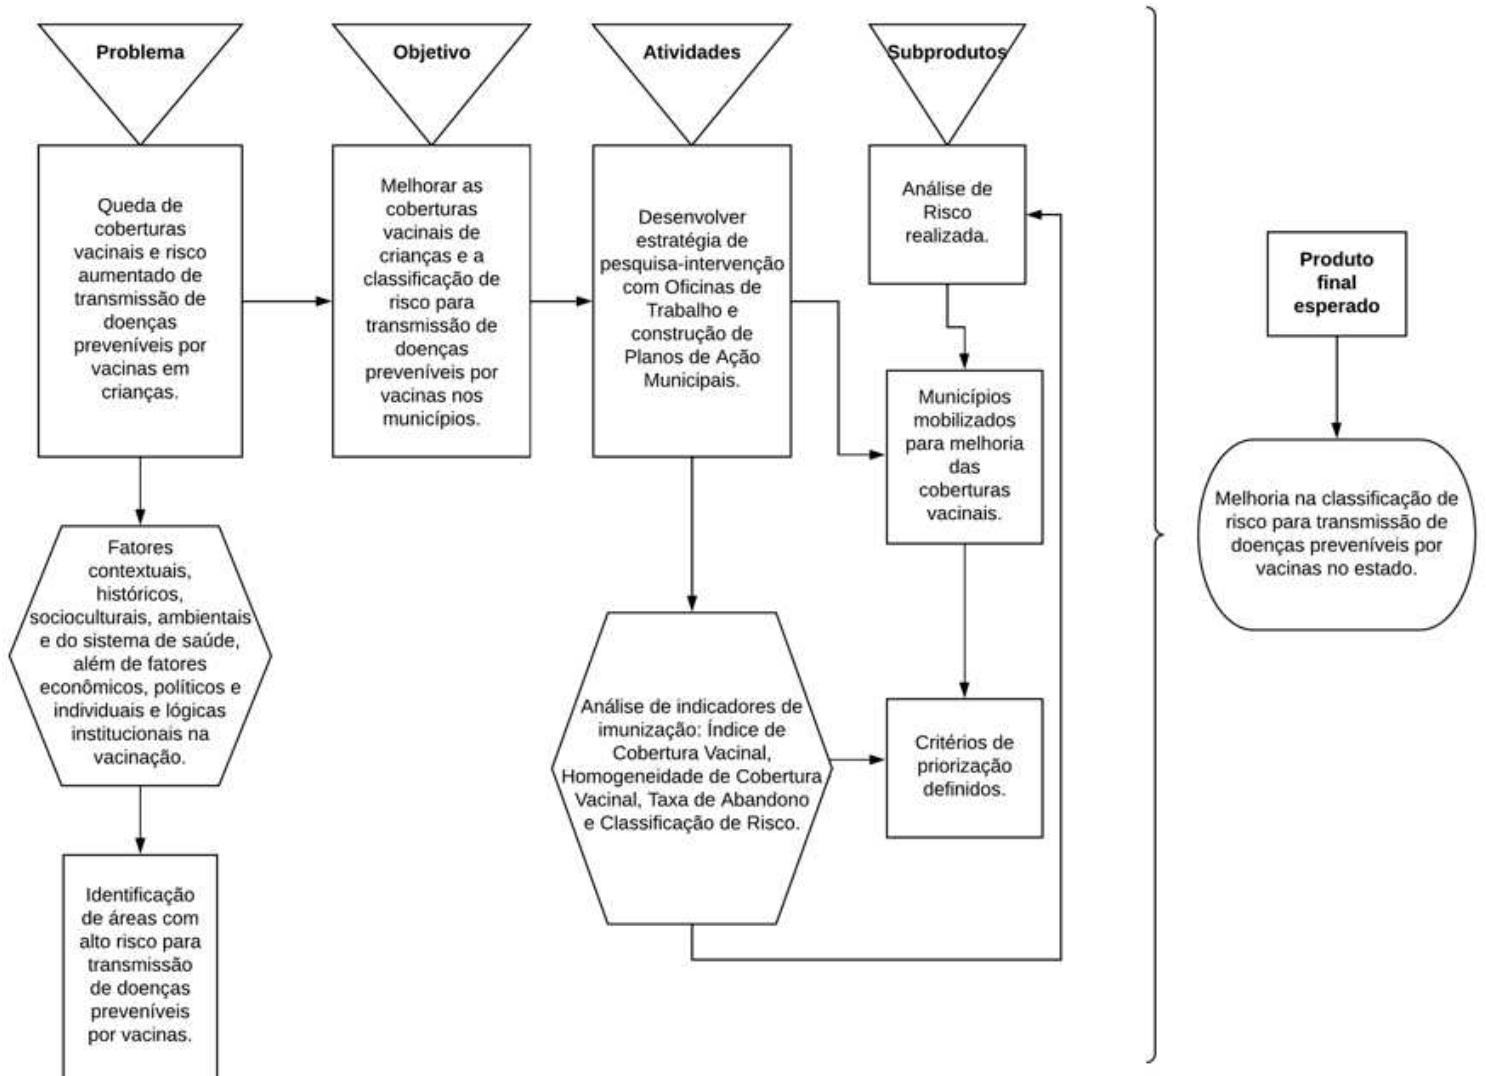 Problema
Objetivo
Atividades
Subprodutos
Queda de
coberturas
vacinais e risco
aumentado de
transmissão de
doenças
preveníveis por
vacinas em
crianças.
Melhorar as
coberturas
vacinais de
crianças e a
classificação de
risco para
transmissão de
doenças
preveníveis por
vacinas nos
municípios.
Desenvolver
estratégia de
pesquisa-intervenção
com Oficinas de
Trabalho e
construção de
Planos de Ação
Municipais.
Análise de
Risco
realizada.
Municípios
mobilizados
para melhoria
das
coberturas
vacinais.
Critérios de
priorização
definidos.
Fatores
contextuais,
históricos,
socioculturais, ambientais
e do sistema de saúde,
além de fatores
econômicos, políticos e
individuais e lógicas
institucionais na
vacinação.
Análise de indicadores de
imunização: Índice de
Cobertura Vacinal,
Homogeneidade de Cobertura
Vacinal, Taxa de Abandono
e Classificação de Risco.
Identificação
de áreas com
alto risco para
transmissão
de doenças
preveníveis
por vacinas.
Produto
final
esperado
Melhoria na classificação de
risco para transmissão de
doenças preveníveis por
vacinas no estado.